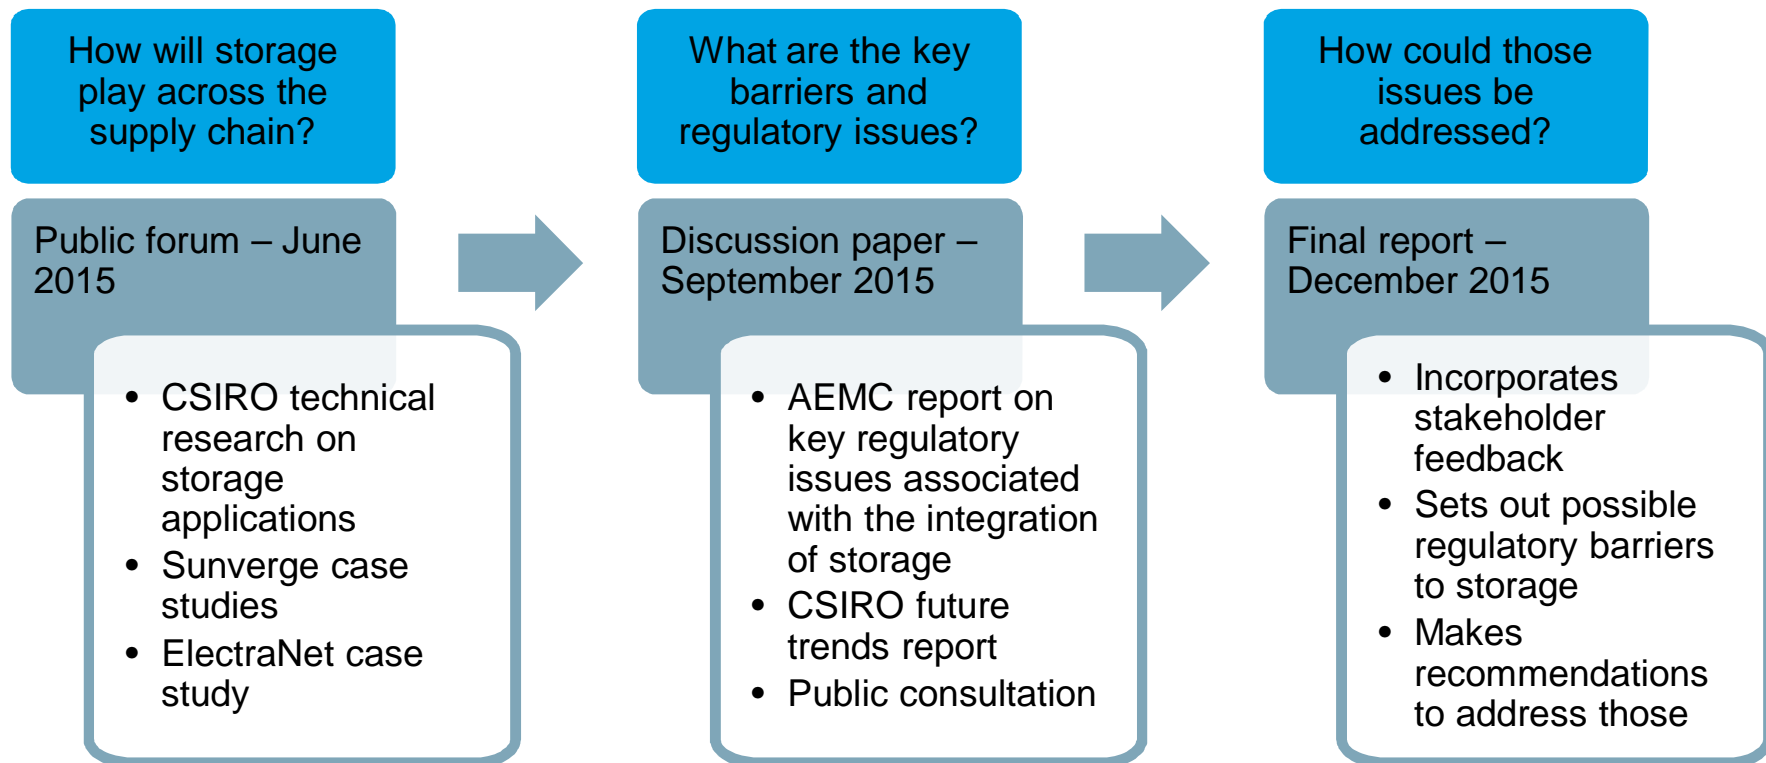 How will storage
play across the
supply chain?
Public forum – June
2015
• CSIRO technical
research on
storage
applications
• Sunverge case
studies
• ElectraNet case
study
What are the key
barriers and
regulatory issues?
Discussion paper –
September 2015
• AEMC report on
key regulatory
issues associated
with the integration
of storage
• CSIRO future
trends report
• Public consultation
How could those
issues be
addressed?
Final report –
December 2015
• Incorporates
stakeholder
feedback
• Sets out possible
regulatory barriers
to storage
• Makes
recommendations
to address those